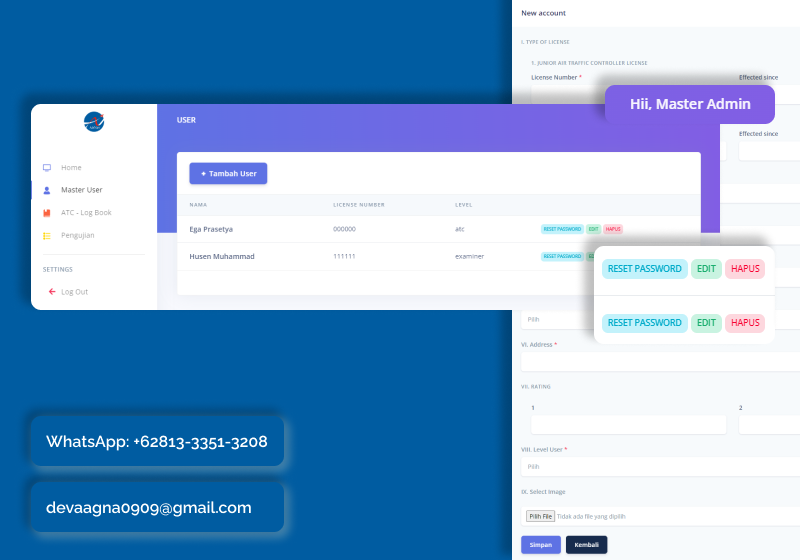 New account
I. TYPE OF LICENSE
1. JUNIOR AIR TRAFFIC CONTROLLER LICENSE
License Number * Effected since
Hii, Master Admin
USER
Effected since
Home
Master User
ATC - Log Book
Pengujian
SETTINGS
Log Out
+ Tambah User
NAMA LICENSE NUMBER LEVEL
Ega Prasetya 000000 atc RESET PASSWORD EDIT HAPUS
Husen Muhammad 111111 examiner RESET PASSWORD
RESET PASSWORD EDIT HAPUS
RESET PASSWORD EDIT HAPUS
Pilih
VI. Address *
VII. RATING
1 2
VIII. Level User *
Pilih
IX. Select Image
Pilih File Tidak ada file yang dipilih
Simpan Kembali
WhatsApp: +62813-3351-3208
devaagna0909@gmail.com